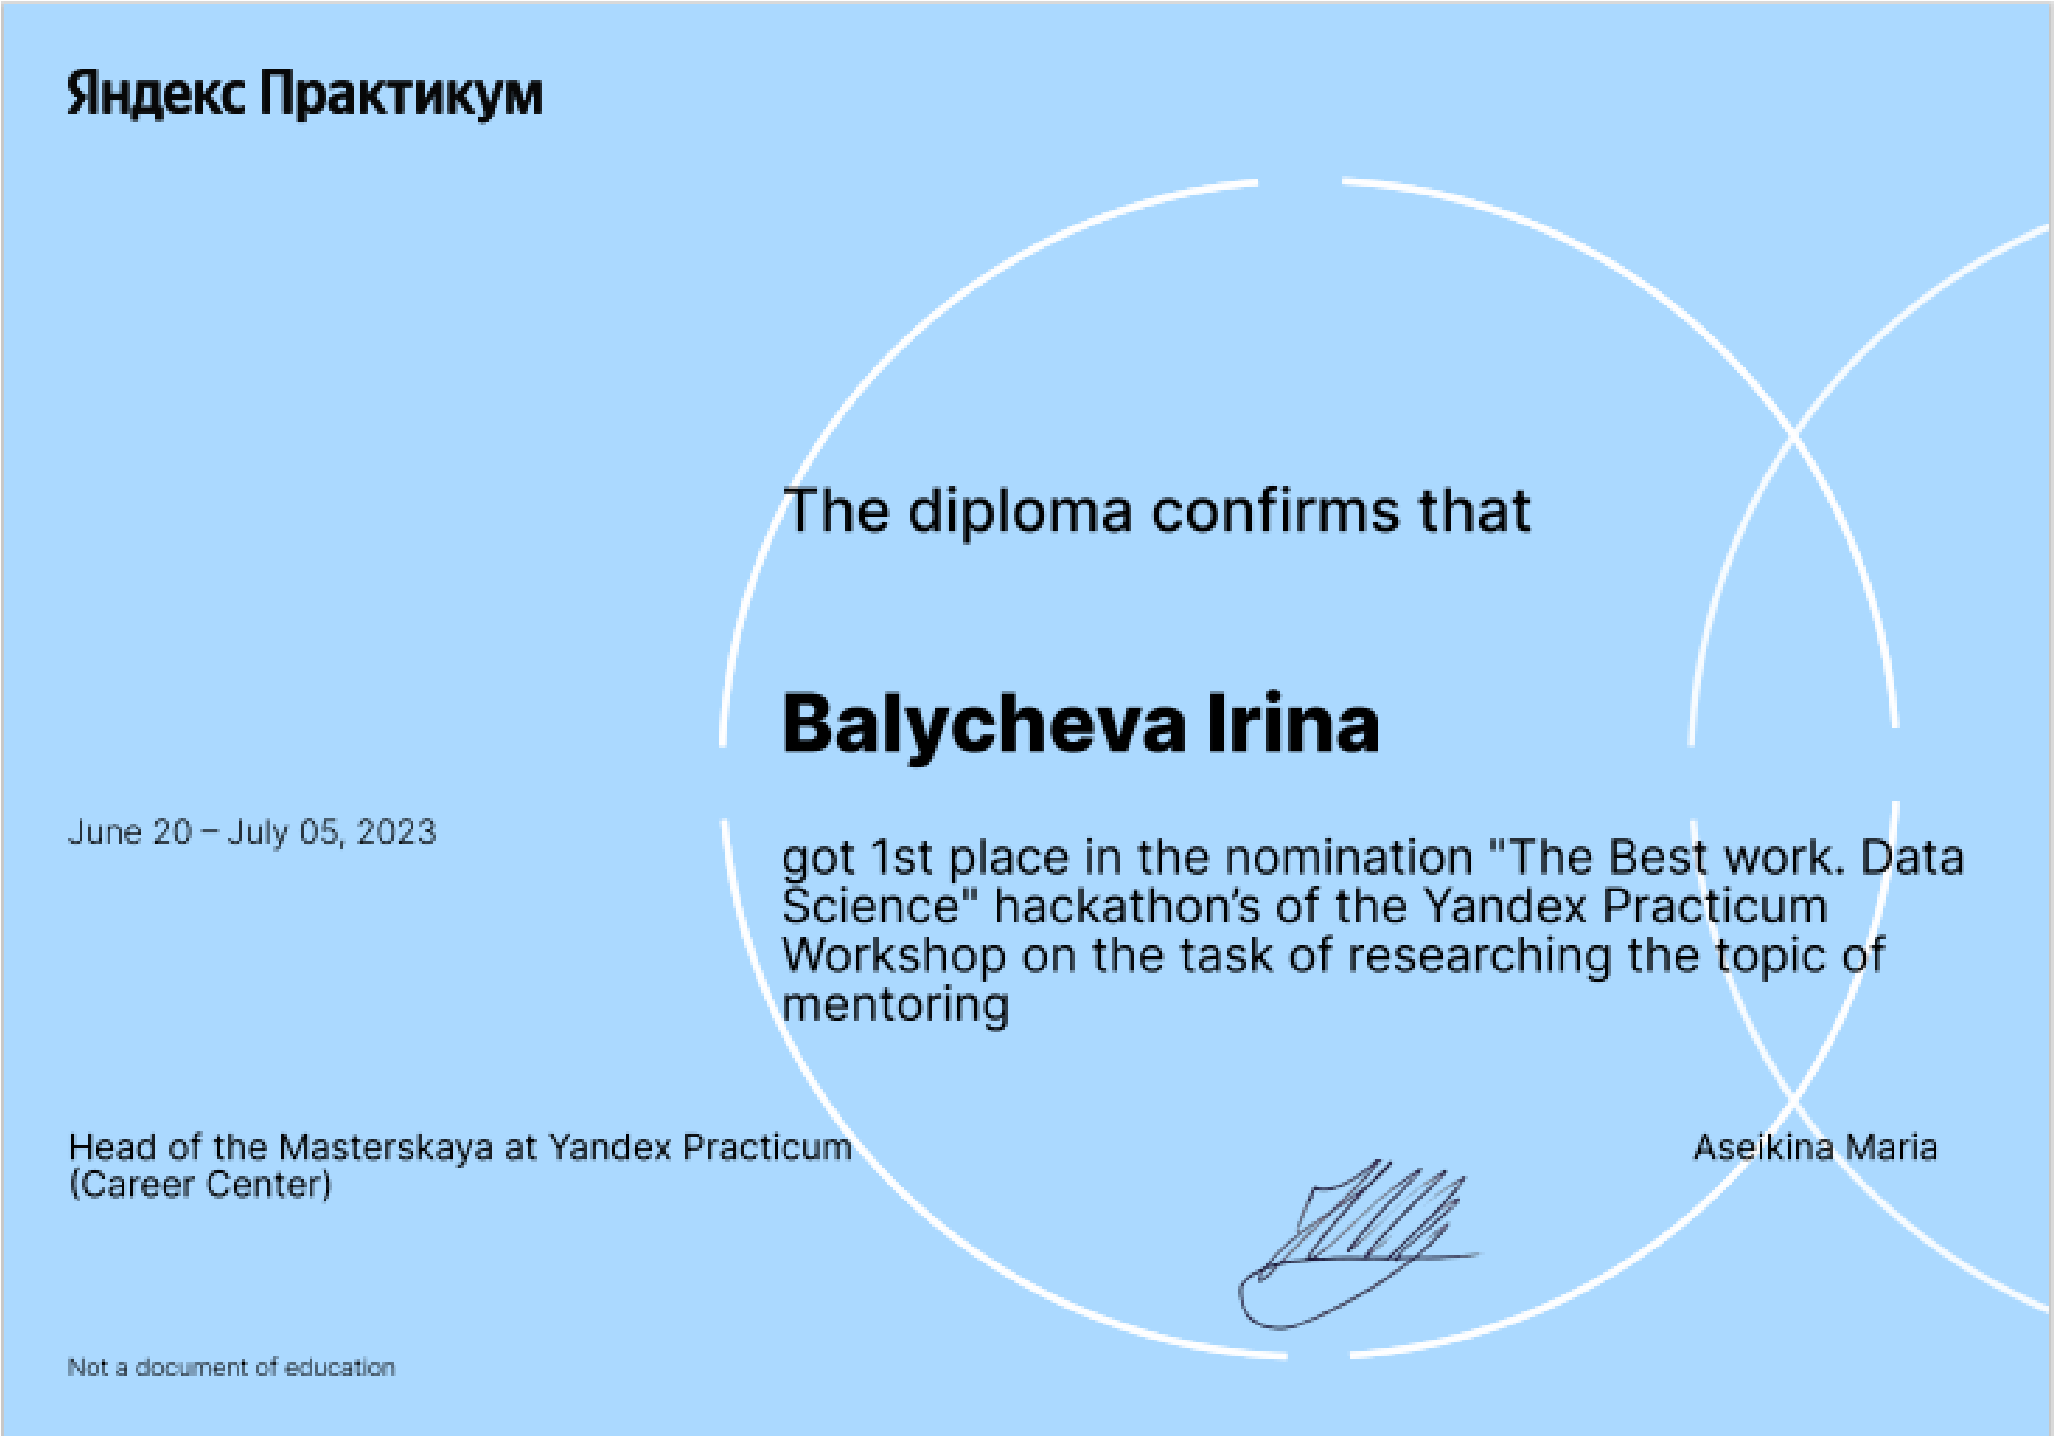 Яндекс Практикум
The diploma confirms that
Balycheva Irina
June 20 – July 05, 2023
got 1st place in the nomination "The Best work. Data
Science" hackathon’s of the Yandex Practicum
Workshop on the task of researching the topic of
mentoring
Head of the Masterskaya at Yandex Practicum
(Career Center)
Aseikina Maria
Not a document of education